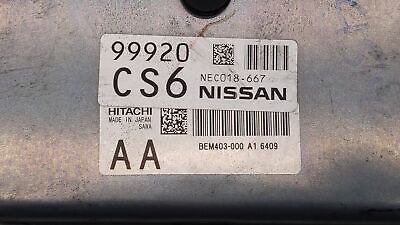 99920
CS6
NEC018-667
NISSAN
HITACHI
MADE IN JAPAN
SAWA
AA
BEM403-000 A1 6409